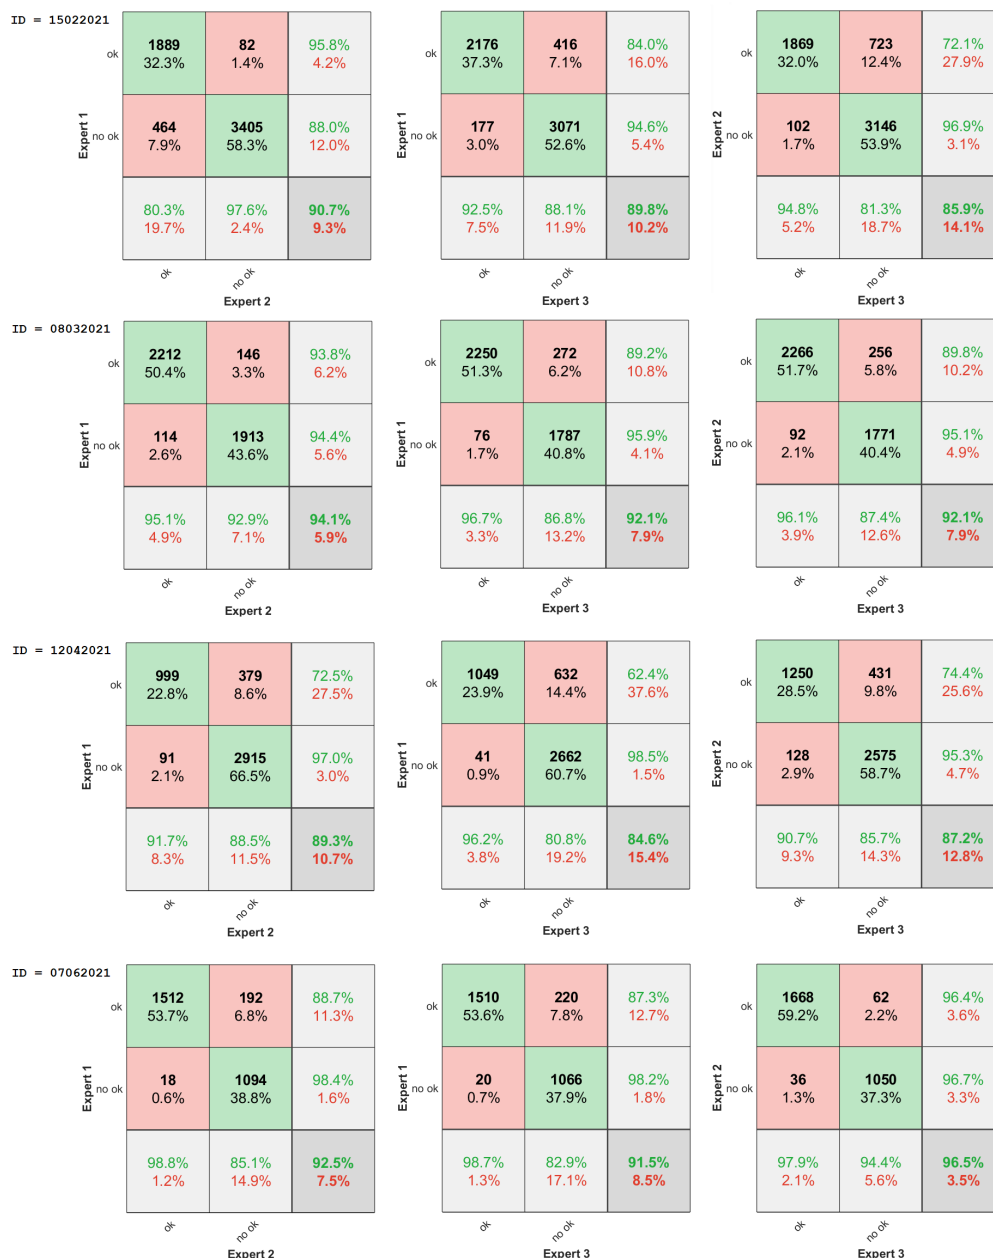 ID = 15022021
ok 1889 82 95.8%
32.3% 1.4% 4.2%
Expert 1
no ok 464 3405 88.0%
7.9% 58.3% 12.0%
80.3% 97.6% 90.7%
19.7% 2.4% 9.3%
ok no ok
Expert 2
ok 2176 416 84.0%
37.3% 7.1% 16.0%
Expert 1
no ok 177 3071 94.6%
3.0% 52.6% 5.4%
92.5% 88.1% 89.8%
7.5% 11.9% 10.2%
ok no ok
Expert 3
ok 1869 723 72.1%
32.0% 12.4% 27.9%
Expert 2
no ok 102 3146 96.9%
1.7% 53.9% 3.1%
94.8% 81.3% 85.9%
5.2% 18.7% 14.1%
ok no ok
Expert 3
ID = 08032021
ok 2212 146 93.8%
50.4% 3.3% 6.2%
Expert 1
no ok 114 1913 94.4%
2.6% 43.6% 5.6%
95.1% 92.9% 94.1%
4.9% 7.1% 5.9%
ok no ok
Expert 2
ok 2250 272 89.2%
51.3% 6.2% 10.8%
Expert 1
no ok 76 1787 95.9%
1.7% 40.8% 4.1%
96.7% 86.8% 92.1%
3.3% 13.2% 7.9%
ok no ok
Expert 3
ok 2266 256 89.8%
51.7% 5.8% 10.2%
Expert 2
no ok 92 1771 95.1%
2.1% 40.4% 4.9%
96.1% 87.4% 92.1%
3.9% 12.6% 7.9%
ok no ok
Expert 3
ID = 12042021
ok 999 379 72.5%
22.8% 8.6% 27.5%
Expert 1
no ok 91 2915 97.0%
2.1% 66.5% 3.0%
91.7% 88.5% 89.3%
8.3% 11.5% 10.7%
ok no ok
Expert 2
ok 1049 632 62.4%
23.9% 14.4% 37.6%
Expert 1
no ok 41 2662 98.5%
0.9% 60.7% 1.5%
96.2% 80.8% 84.6%
3.8% 19.2% 15.4%
ok no ok
Expert 3
ok 1250 431 74.4%
28.5% 9.8% 25.6%
Expert 2
no ok 128 2575 95.3%
2.9% 58.7% 4.7%
90.7% 85.7% 87.2%
9.3% 14.3% 12.8%
ok no ok
Expert 3
ID = 07062021
ok 1512 192 88.7%
53.7% 6.8% 11.3%
Expert 1
no ok 18 1094 98.4%
0.6% 38.8% 1.6%
98.8% 85.1% 92.5%
1.2% 14.9% 7.5%
ok no ok
Expert 2
ok 1510 220 87.3%
53.6% 7.8% 12.7%
Expert 1
no ok 20 1066 98.2%
0.7% 37.9% 1.8%
98.7% 82.9% 91.5%
1.3% 17.1% 8.5%
ok no ok
Expert 3
ok 1668 62 96.4%
59.2% 2.2% 3.6%
Expert 2
no ok 36 1050 96.7%
1.3% 37.3% 3.3%
97.9% 94.4% 96.5%
2.1% 5.6% 3.5%
ok no ok
Expert 3